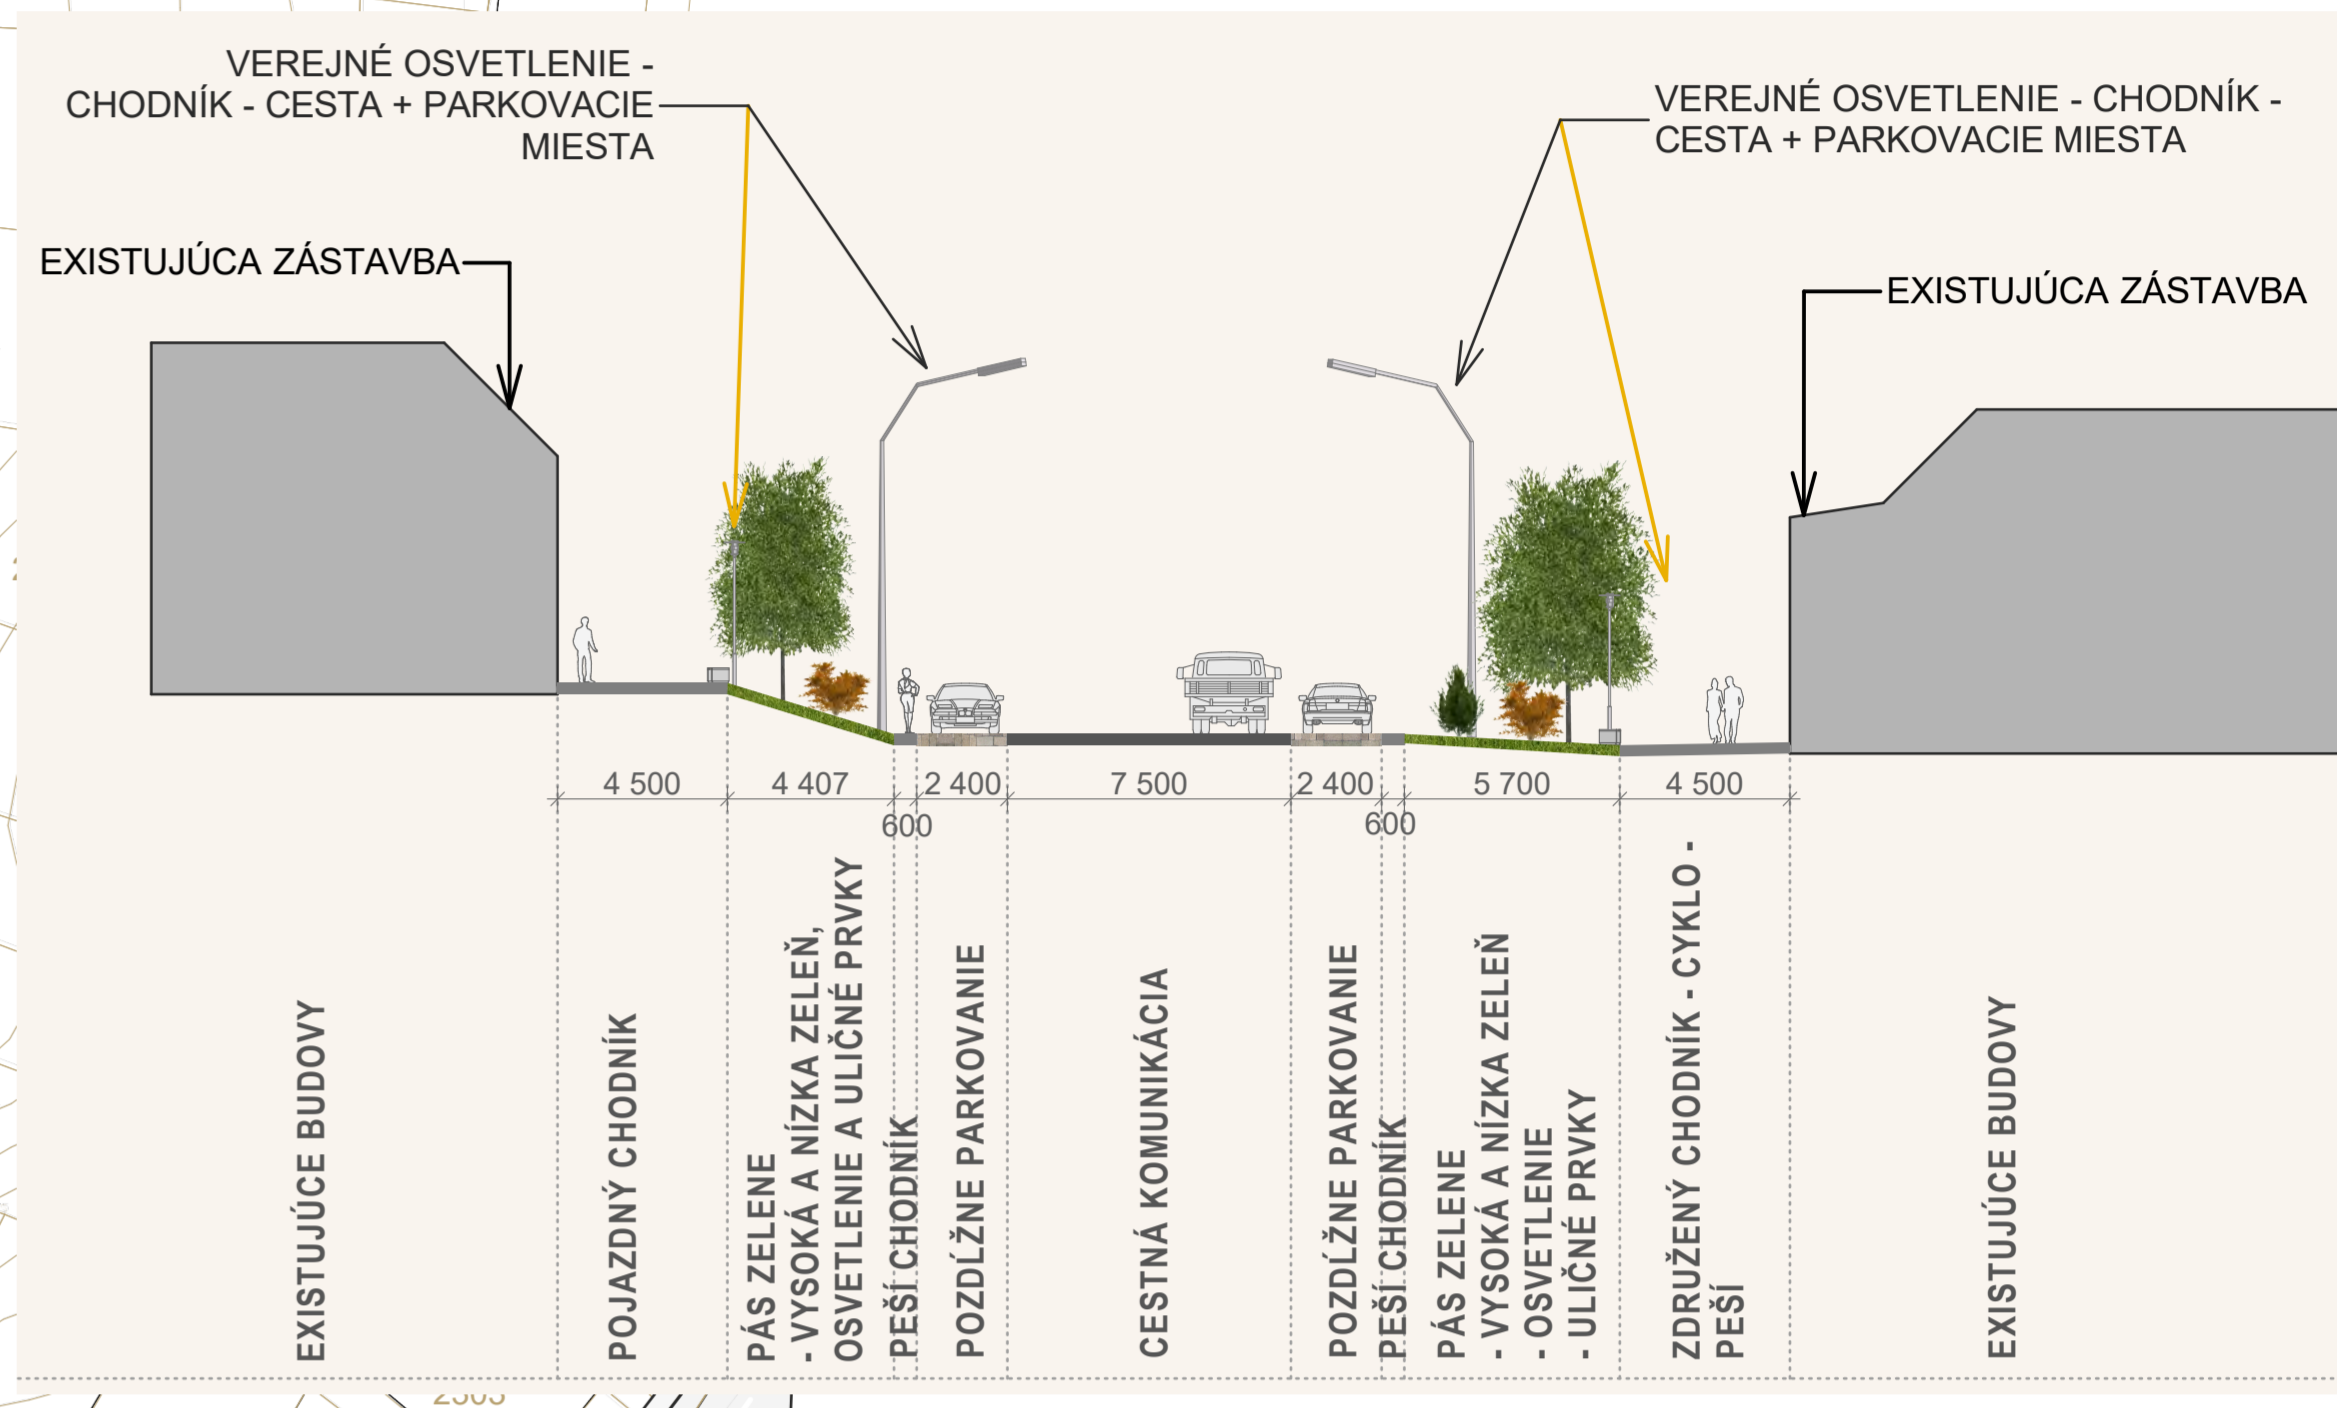 VEREJNÉ OSVETLENIE -
CHODNÍK - CESTA + PARKOVACIE
MIESTA
VEREJNÉ OSVETLENIE - CHODNÍK -
CESTA + PARKOVACIE MIESTA
EXISTUJÚCA ZÁSTAVBA
EXISTUJÚCA ZÁSTAVBA
4 500
4 407
600
2 400
7 500
2 400
600
5 700
4 500
EXISTUJÚCE BUDOVY
POJAZDNÝ CHODNÍK
PÁS ZELENE
- VYSOKÁ A NÍZKA ZELEŇ,
OSVETLENIE A ULIČNÉ PRVKY
PEŠÍ CHODNÍK
POZDĹŽNE PARKOVANIE
CESTNÁ KOMUNIKÁCIA
POZDĹŽNE PARKOVANIE
PEŠÍ CHODNÍK
PÁS ZELENE
- VYSOKÁ A NÍZKA ZELEŇ
- OSVETLENIE
- ULIČNÉ PRVKY
ZDRUŽENÝ CHODNÍK - CYKLO -
PEŠÍ
EXISTUJÚCE BUDOVY